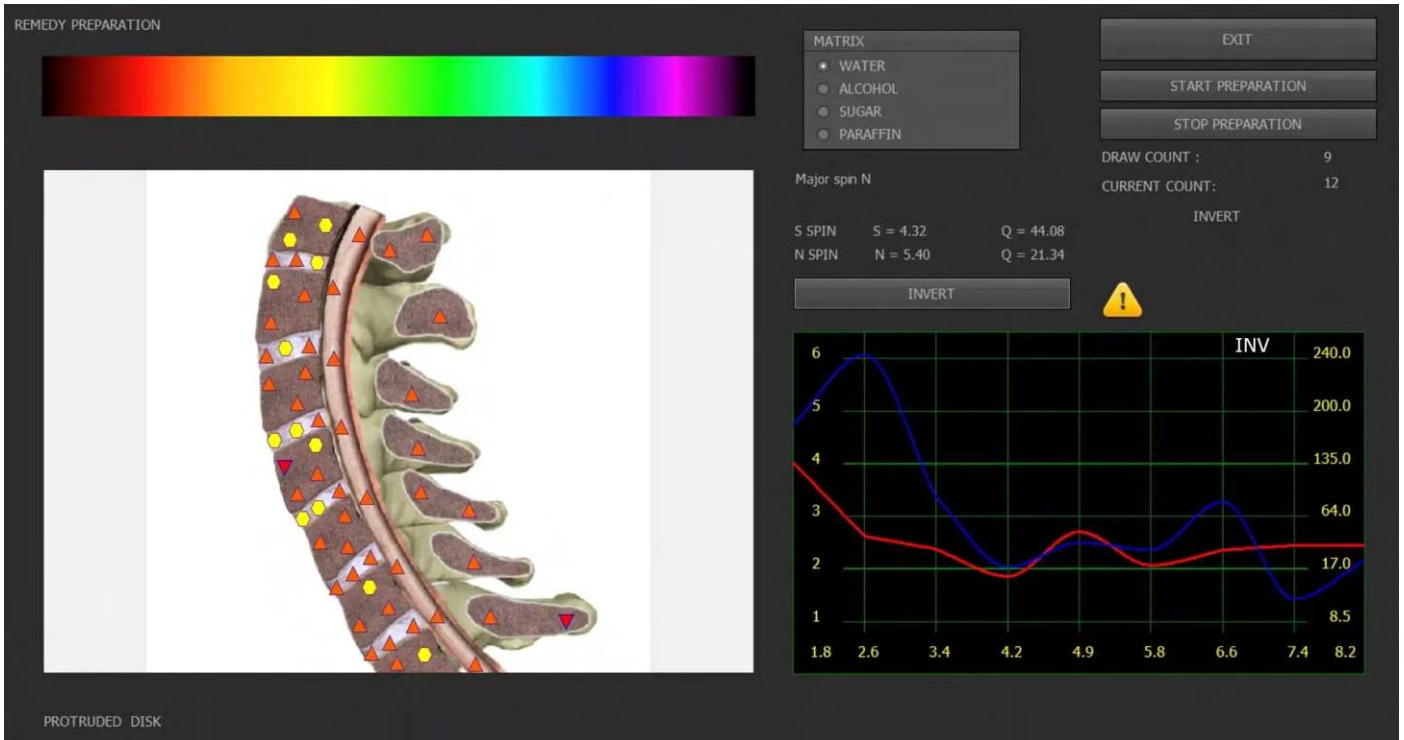 REMEDY PREPARATION
MATRIX
WATER
ALCOHOL
SUGAR
PARAFFIN
EXIT
START PREPARATION
STOP PREPARATION
DRAW COUNT : 9
CURRENT COUNT: 12
INVERT
Major spin N
S SPIN S = 4.32 Q = 44.08
N SPIN N = 5.40 Q = 21.34
INVERT
INV
6 240.0
5 200.0
4 135.0
3 64.0
2 17.0
1 8.5
1.8 2.6 3.4 4.2 4.9 5.8 6.6 7.4 8.2
PROTRUDED DISK